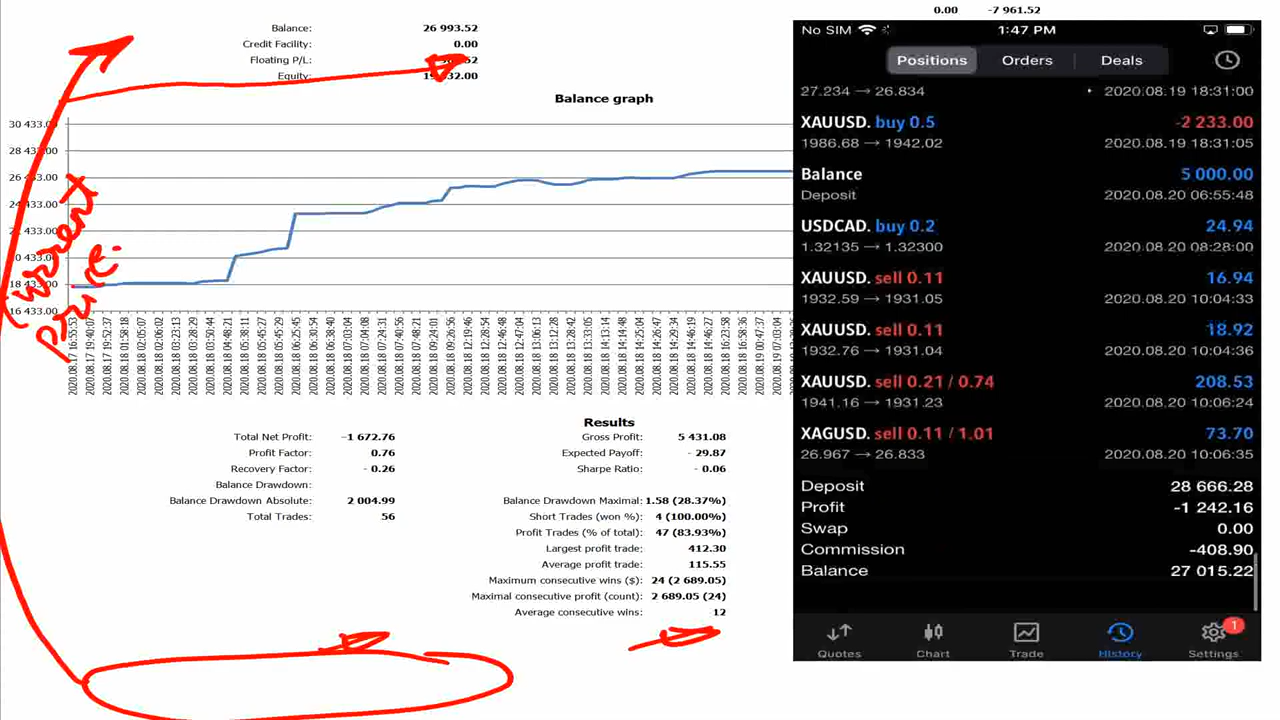 0.00 -7 961.52
Balance: 26 993.52
Credit Facility: 0.00
Floating P/L:
Equity:
Balance graph
30 433.00
28 433.00
26 433.00
24 433.00
18 433.00
16 433.00
Current
price.
2020.08.17 16:55:53
2020.08.17 19:46:07
2020.08.17 19:52:37
2020.08.18 01:58:18
2020.08.18 02:05:07
2020.08.18 02:06:02
2020.08.18 02:23:13
2020.08.18 03:54:44
2020.08.18 04:48:21
2020.08.18 05:38:11
2020.08.18 05:45:27
2020.08.18 05:45:29
2020.08.18 06:25:45
2020.08.18 06:30:54
2020.08.18 06:38:40
2020.08.18 07:03:04
2020.08.18 07:04:08
2020.08.18 07:24:31
2020.08.18 07:40:56
2020.08.18 07:48:21
2020.08.18 09:24:01
2020.08.18 09:26:56
2020.08.18 12:19:46
2020.08.18 12:28:54
2020.08.18 12:46:48
2020.08.18 12:47:04
2020.08.18 13:06:13
2020.08.18 13:12:28
2020.08.18 13:28:42
2020.08.18 13:33:05
2020.08.18 14:13:14
2020.08.18 14:14:48
2020.08.18 14:25:04
2020.08.18 14:26:47
2020.08.18 14:29:34
2020.08.18 14:46:19
2020.08.18 14:46:27
2020.08.18 16:22:58
2020.08.18 16:58:36
2020.08.19 00:47:37
2020.08.19 07:03:04
Results
Total Net Profit: −1 672.76 Gross Profit: 5 431.08
Profit Factor: 0.76 Expected Payoff: - 29.87
Recovery Factor: - 0.26 Sharpe Ratio: - 0.06
Balance Drawdown:
Balance Drawdown Absolute: 2 004.99 Balance Drawdown Maximal: 1.58 (28.37%)
Total Trades: 56 Short Trades (won %): 4 (100.00%)
Profit Trades (% of total): 47 (83.93%)
Largest profit trade: 412.30
Average profit trade: 115.55
Maximum consecutive wins ($): 24 (2 689.05)
Maximal consecutive profit (count): 2 689.05 (24)
Average consecutive wins: 12
No SIM 1:47 PM
Positions Orders Deals
27.234 → 26.834 2020.08.19 18:31:00
XAUUSD. buy 0.5 -2 233.00
1986.68 → 1942.02 2020.08.19 18:31:05
Balance 5 000.00
Deposit 2020.08.20 06:55:48
USDCAD. buy 0.2 24.94
1.32135 → 1.32300 2020.08.20 08:28:00
XAUUSD. sell 0.11 16.94
1932.59 → 1931.05 2020.08.20 10:04:33
XAUUSD. sell 0.11 18.92
1932.76 → 1931.04 2020.08.20 10:04:36
XAUUSD. sell 0.21 / 0.74 208.53
1941.16 → 1931.23 2020.08.20 10:06:24
XAGUSD. sell 0.11 / 1.01 73.70
26.967 → 26.833 2020.08.20 10:06:35
Deposit 28 666.28
Profit -1 242.16
Swap 0.00
Commission -408.90
Balance 27 015.22
1
Quotes Chart Trade History Settings